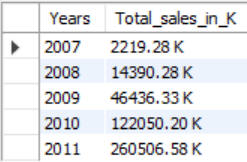 Years Total_sales_in_K
2007 2219.28 K
2008 14390.28 K
2009 46436.33 K
2010 122050.20 K
2011 260506.58 K